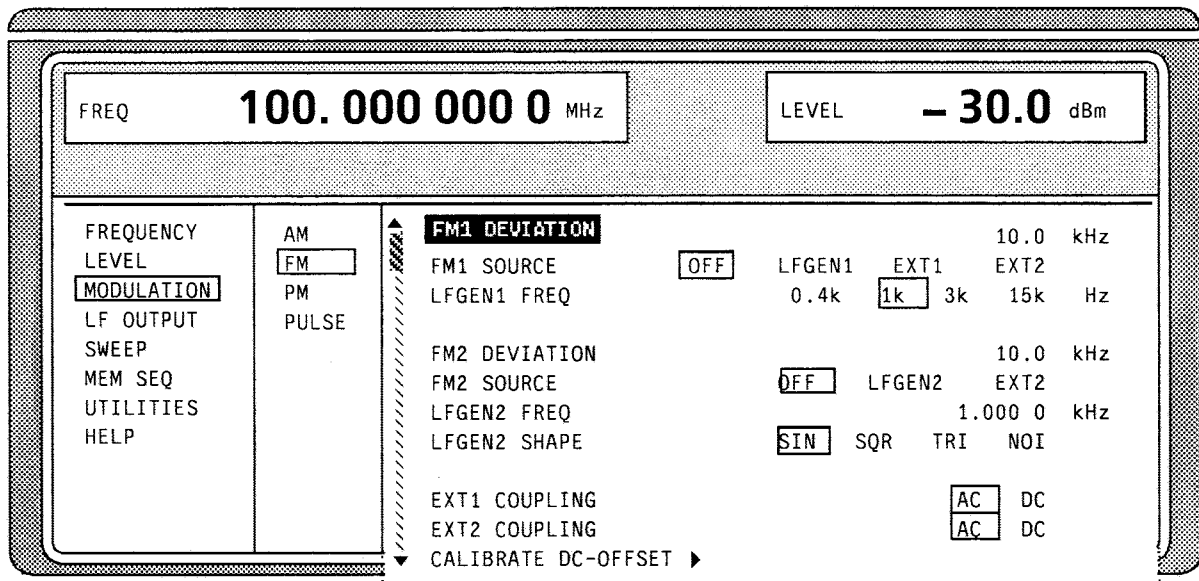 FREQ 100. 000 000 0 MHz
LEVEL – 30.0 dBm
FREQUENCY
LEVEL
MODULATION
LF OUTPUT
SWEEP
MEM SEQ
UTILITIES
HELP
AM
FM
PM
PULSE
FM1 DEVIATION 10.0 kHz
FM1 SOURCE OFF LFGEN1 EXT1 EXT2
LFGEN1 FREQ 0.4k 1k 3k 15k Hz
FM2 DEVIATION 10.0 kHz
FM2 SOURCE OFF LFGEN2 EXT2
LFGEN2 FREQ 1.000 0 kHz
LFGEN2 SHAPE SIN SQR TRI NOI
EXT1 COUPLING AC DC
EXT2 COUPLING AC DC
CALIBRATE DC-OFFSET